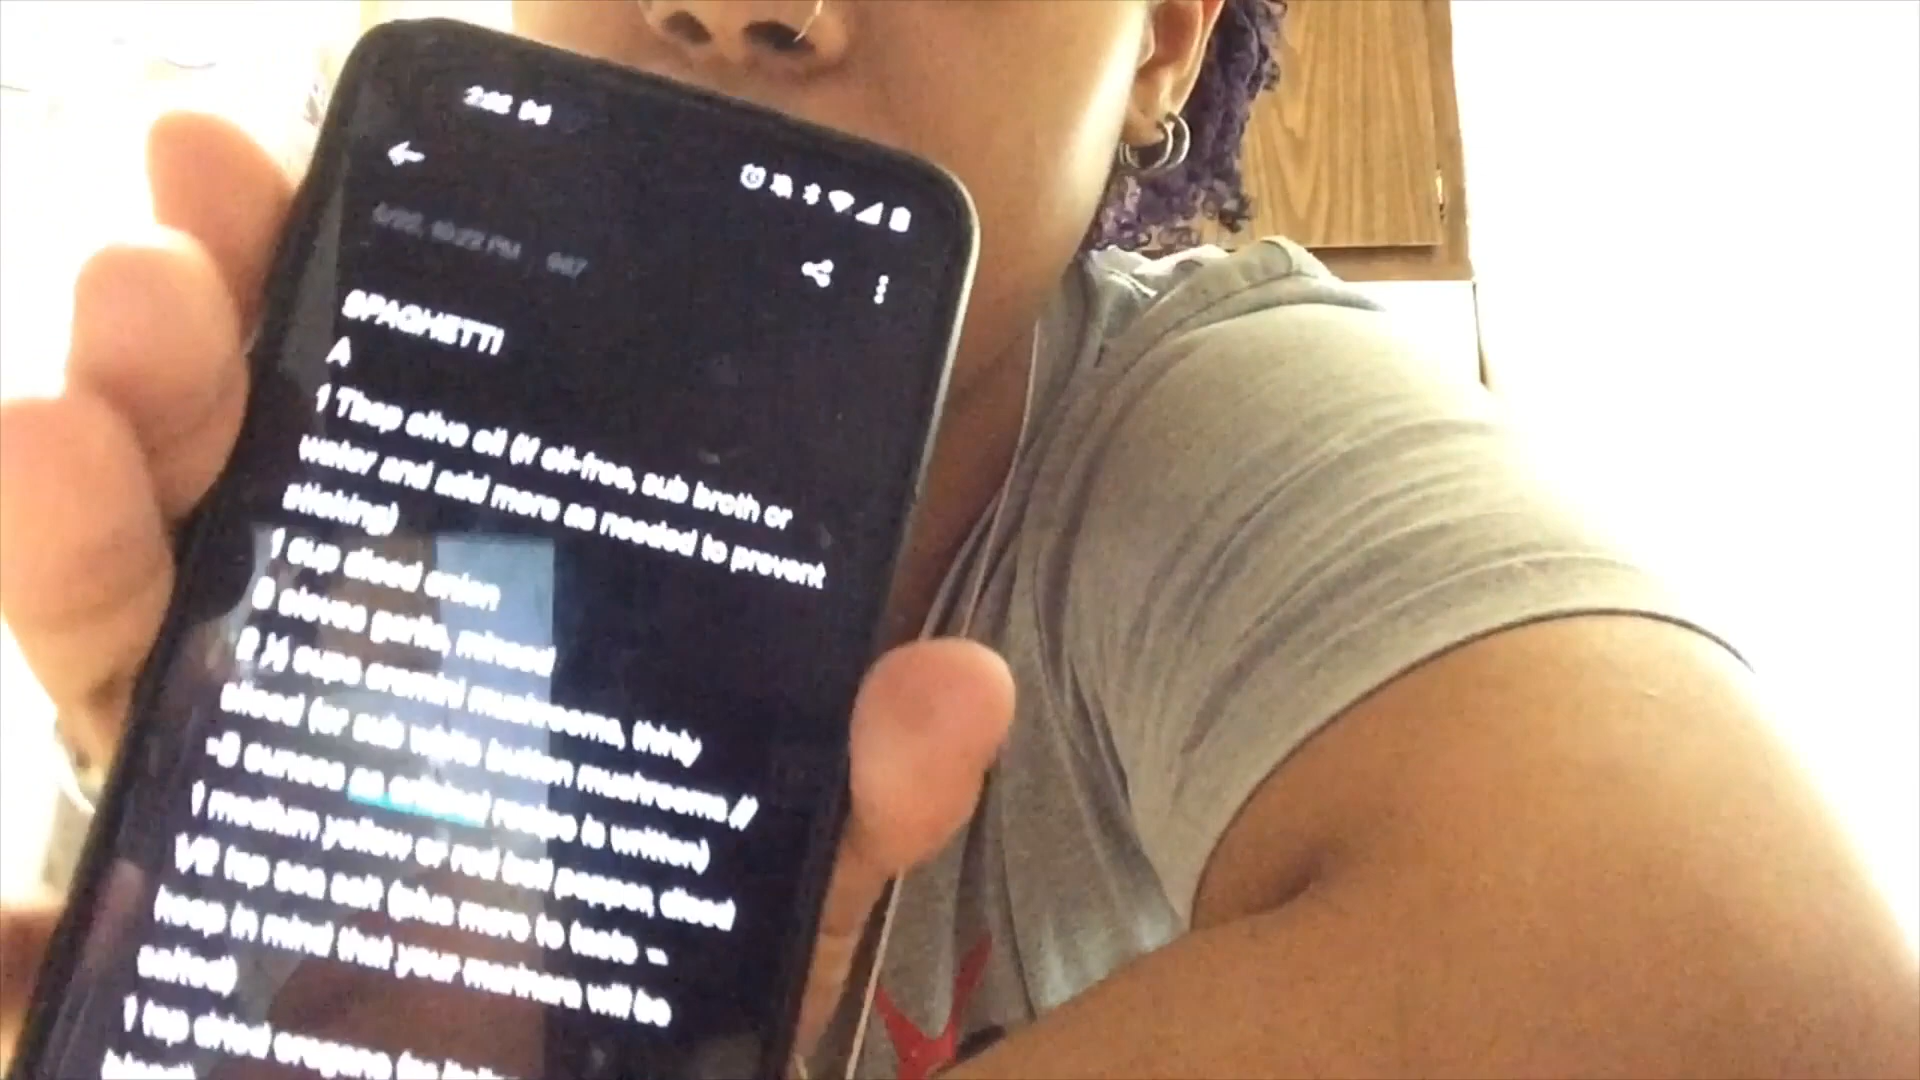 SPAGHETTI
A
1 Tbsp olive oil (if oil-free, sub broth or
water and add more as needed to prevent
sticking)
1 cup diced onion
cloves garlic, minced
2 ½ cups cremini mushrooms, thinly
sliced (or sub white button mushrooms //
ounces as original recipe is written)
1 medium yellow or red bell pepper, diced
1/2 tsp sea salt (plus more to taste –
keep in mind that your marinara will be
salted)
1 tsp dried oregano